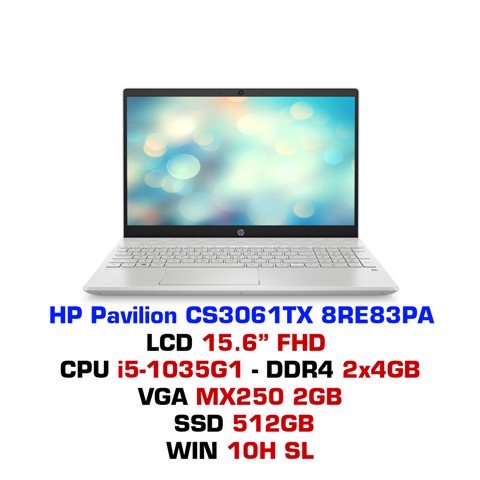 HP Pavilion CS3061TX 8RE83PA
LCD 15.6” FHD
CPU i5-1035G1 - DDR4 2x4GB
VGA MX250 2GB
SSD 512GB
WIN 10H SL